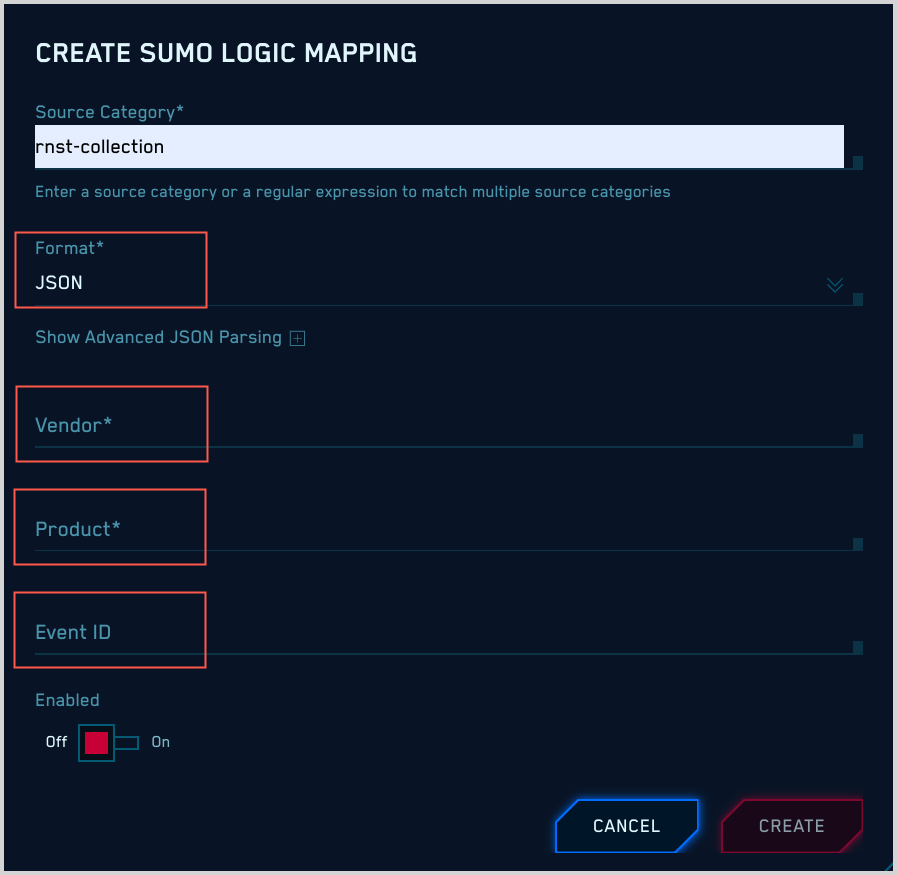 CREATE SUMO LOGIC MAPPING
Source Category*
rnst-collection
Enter a source category or a regular expression to match multiple source categories
Format*
JSON
Show Advanced JSON Parsing
Vendor*
Product*
Event ID
Enabled
Off On
CANCEL CREATE